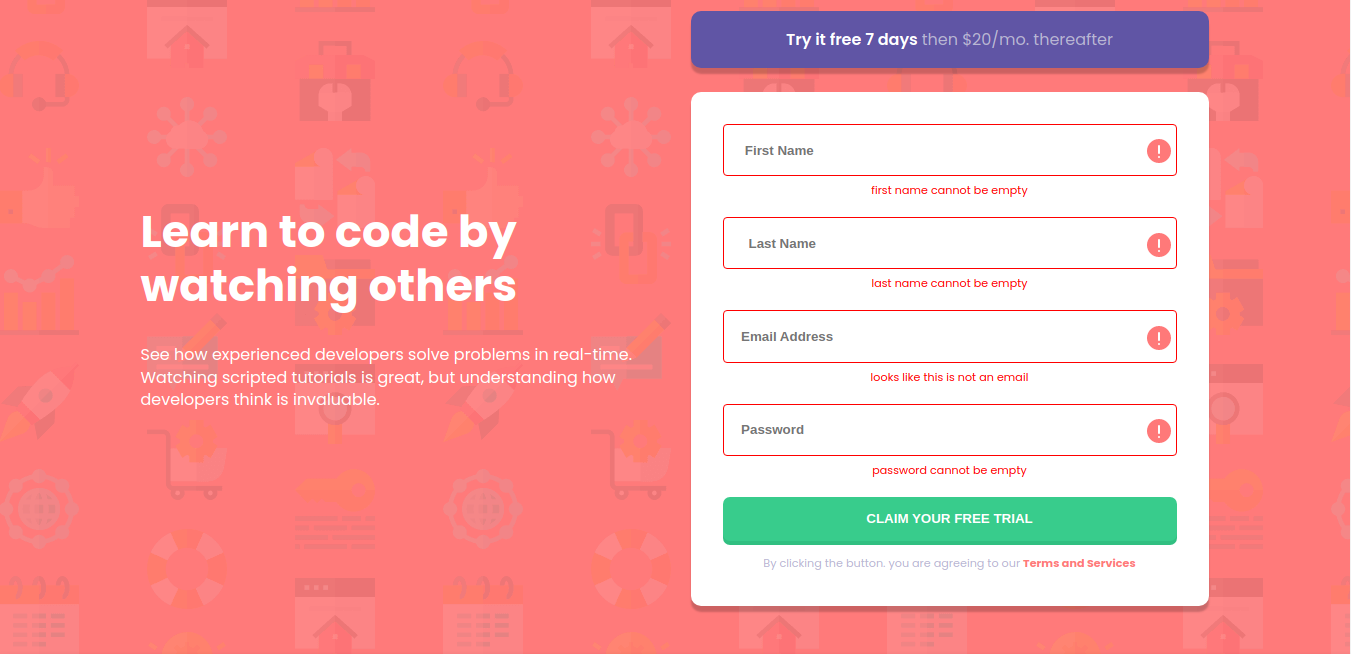 Try it free 7 days then $20/mo. thereafter
Learn to code by
watching others
See how experienced developers solve problems in real-time.
Watching scripted tutorials is great, but understanding how
developers think is invaluable.
First Name
first name cannot be empty
Last Name
last name cannot be empty
Email Address
looks like this is not an email
Password
password cannot be empty
CLAIM YOUR FREE TRIAL
By clicking the button. you are agreeing to our Terms and Services